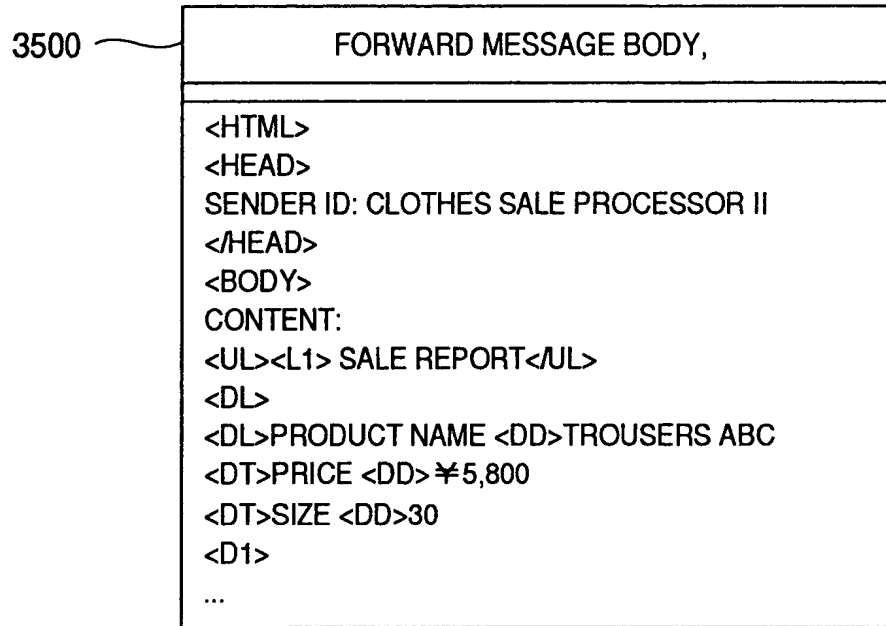 3500
FORWARD MESSAGE BODY,
<HTML>
<HEAD>
SENDER ID: CLOTHES SALE PROCESSOR II
</HEAD>
<BODY>
CONTENT:
<UL><L1> SALE REPORT</UL>
<DL>
<DL>PRODUCT NAME <DD>TROUSERS ABC
<DT>PRICE <DD>¥5,800
<DT>SIZE <DD>30
<D1>
...